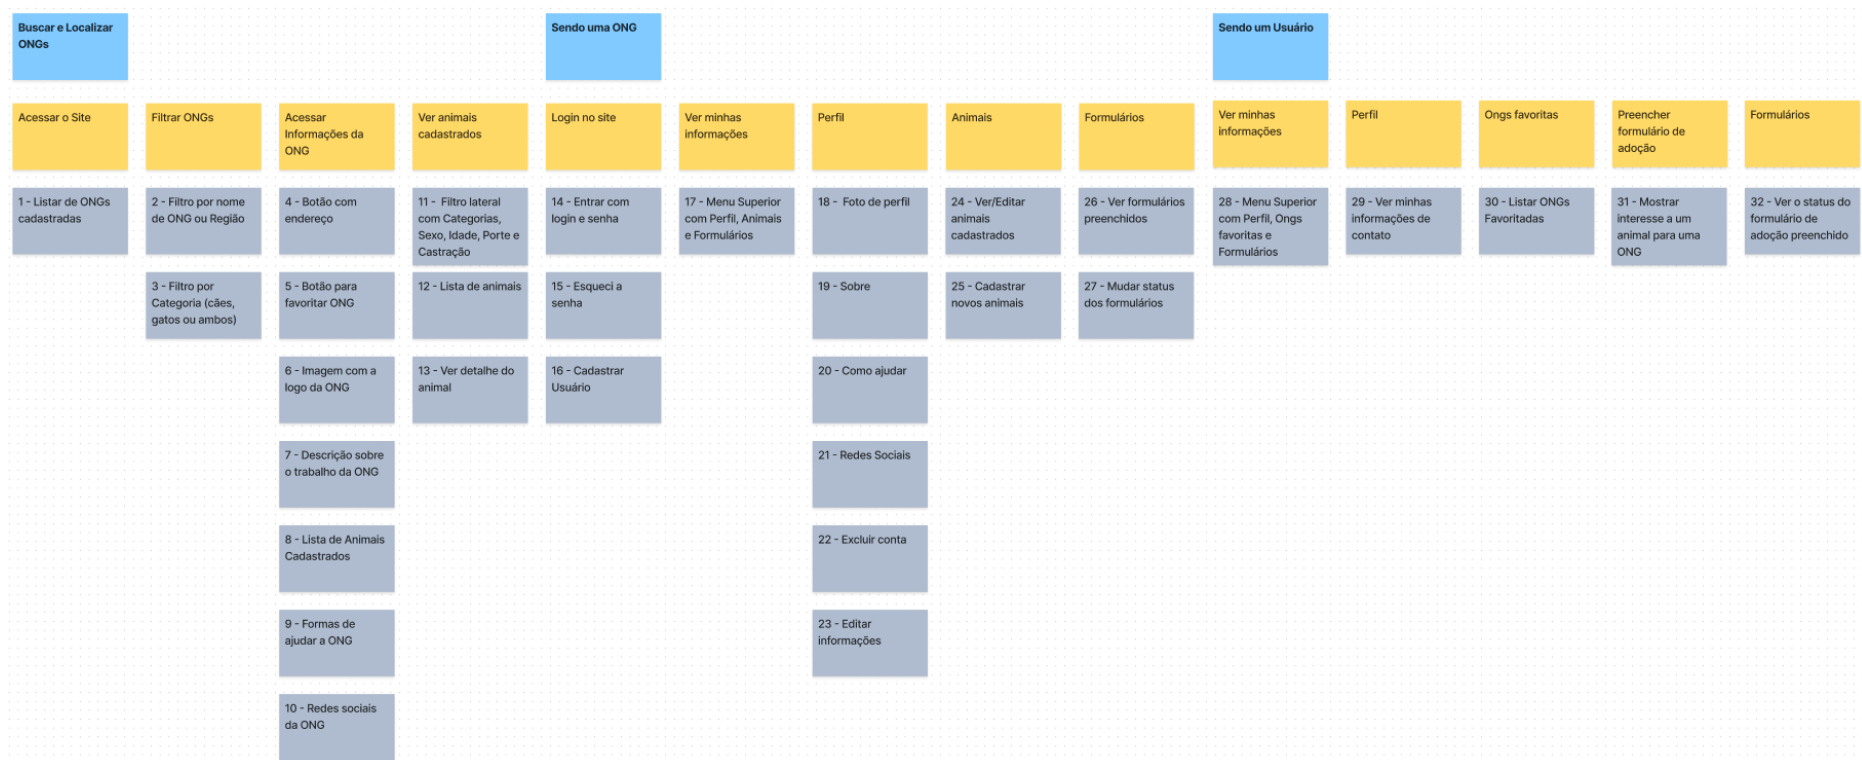 Buscar e Localizar
ONGs
Sendo uma ONG
Sendo um Usuário
Acessar o Site
Filtrar ONGs
Acessar
Informações da
ONG
Ver animais
cadastrados
Login no site
Ver minhas
informações
Perfil
Animais
Formulários
Ver minhas
informações
Perfil
Ongs favoritas
Preencher
formulário de
adoção
Formulários
1 - Listar de ONGs
cadastradas
2 - Filtro por nome
de ONG ou Região
4 - Botão com
endereço
11 - Filtro lateral
com Categorias,
Sexo, Idade, Porte e
Castração
14 - Entrar com
login e senha
17 - Menu Superior
com Perfil, Animais
e Formulários
18 - Foto de perfil
24 - Ver/Editar
animais
cadastrados
26 - Ver formulários
preenchidos
28 - Menu Superior
com Perfil, Ongs
favoritas e
Formulários
29 - Ver minhas
informações de
contato
30 - Listar ONGs
Favoritadas
31 - Mostrar
interesse a um
animal para uma
ONG
32 - Ver o status do
formulário de
adoção preenchido
3 - Filtro por
Categoria (cães,
gatos ou ambos)
5 - Botão para
favoritar ONG
12 - Lista de animais
15 - Esqueci a
senha
19 - Sobre
25 - Cadastrar
novos animais
27 - Mudar status
dos formulários
6 - Imagem com a
logo da ONG
13 - Ver detalhe do
animal
16 - Cadastrar
Usuário
20 - Como ajudar
7 - Descrição sobre
o trabalho da ONG
21 - Redes Sociais
8 - Lista de Animais
Cadastrados
22 - Excluir conta
9 - Formas de
ajudar a ONG
23 - Editar
informações
10 - Redes sociais
da ONG